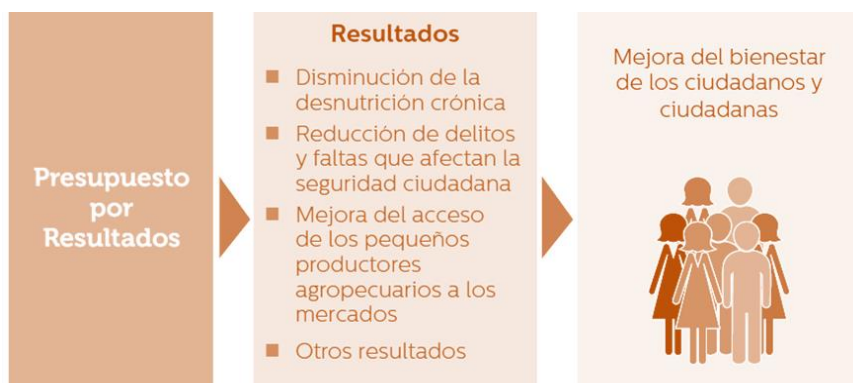 Presupuesto
por
Resultados
Resultados
■ Disminución de la
desnutrición crónica
■ Reducción de delitos
y faltas que afectan la
seguridad ciudadana
■ Mejora del acceso
de los pequeños
productores
agropecuarios a los
mercados
■ Otros resultados
Mejora del bienestar
de los ciudadanos y
ciudadanas